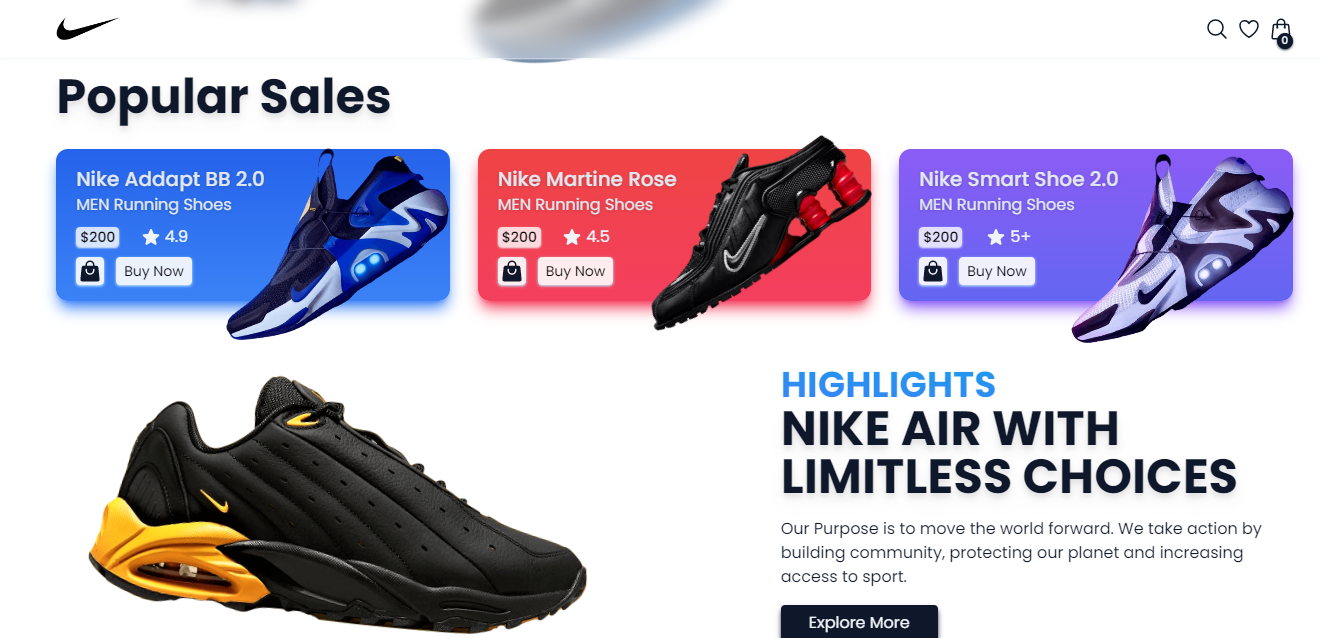 0
Popular Sales
Nike Addapt BB 2.0
MEN Running Shoes
$200 4.9
Buy Now
Nike Martine Rose
MEN Running Shoes
$200 4.5
Buy Now
Nike Smart Shoe 2.0
MEN Running Shoes
$200 5+
Buy Now
HIGHLIGHTS
NIKE AIR WITH
LIMITLESS CHOICES
Our Purpose is to move the world forward. We take action by
building community, protecting our planet and increasing
access to sport.
Explore More